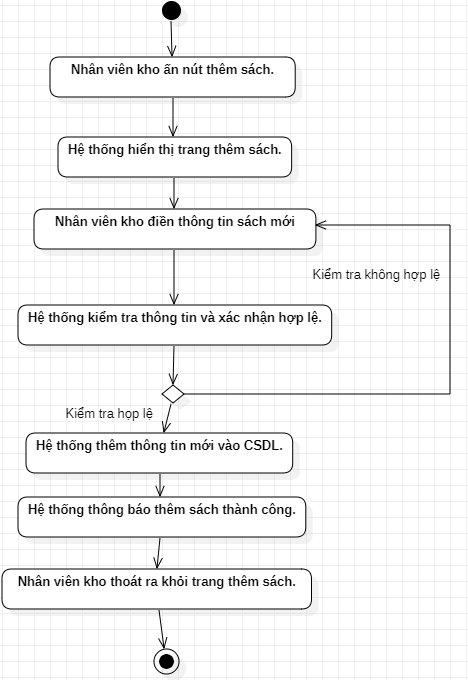 Nhân viên kho ấn nút thêm sách.
Hệ thống hiển thị trang thêm sách.
Nhân viên kho điền thông tin sách mới
Kiểm tra không hợp lệ
Hệ thống kiểm tra thông tin và xác nhận hợp lệ.
Kiểm tra họp lệ
Hệ thống thêm thông tin mới vào CSDL.
Hệ thống thông báo thêm sách thành công.
Nhân viên kho thoát ra khỏi trang thêm sách.